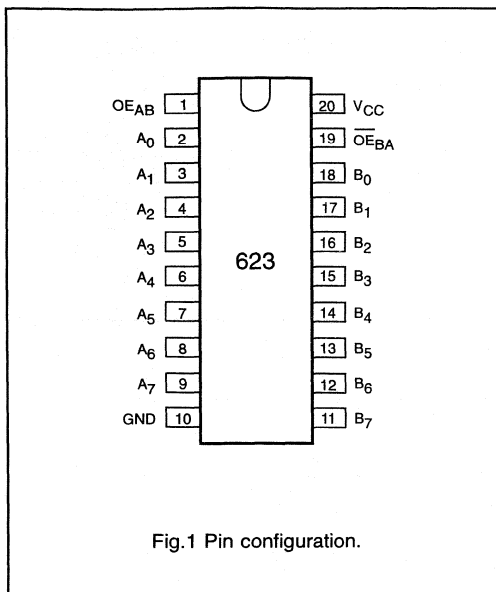 OEAB 1 20 VCC
A0 2 19 OEBA
A1 3 18 B0
A2 4 17 B1
A3 5 16 B2
A4 6 15 B3
623
A5 7 14 B4
A6 8 13 B5
A7 9 12 B6
GND 10 11 B7
Fig.1 Pin configuration.